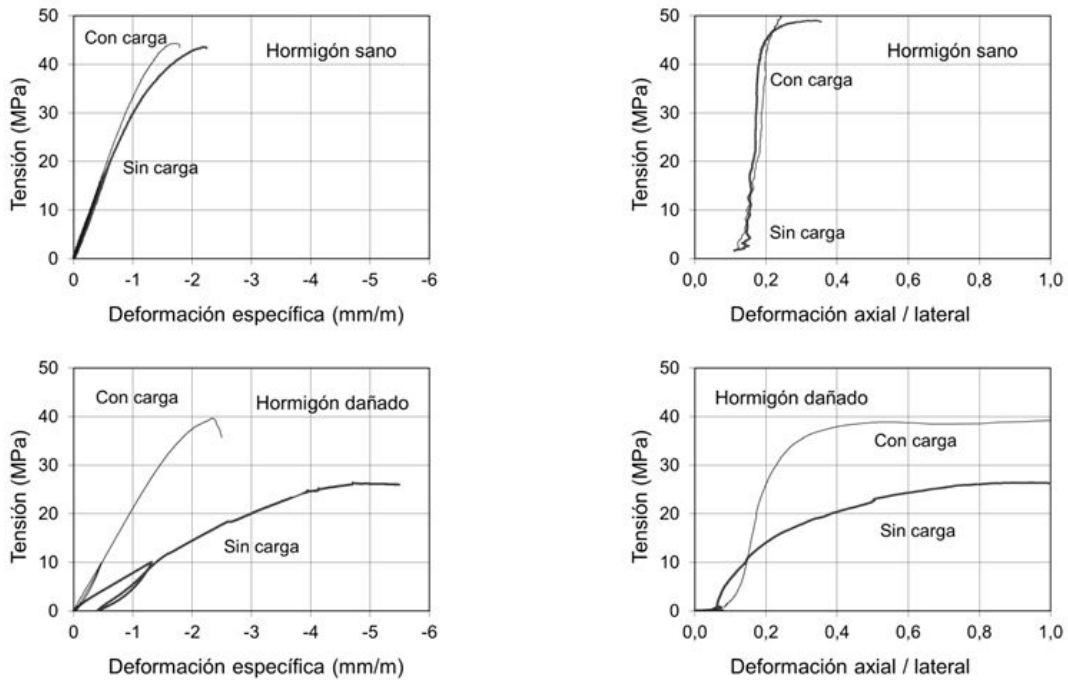 50
40
30
20
10
0
Tensión (MPa)
Con carga
Hormigón sano
Sin carga
0 -1 -2 -3 -4 -5 -6
Deformación específica (mm/m)
50
40
30
20
10
0
Tensión (MPa)
Hormigón sano
Con carga
Sin carga
0,0 0,2 0,4 0,6 0,8 1,0
Deformación axial / lateral
50
40
30
20
10
0
Tensión (MPa)
Con carga
Hormigón dañado
Sin carga
0 -1 -2 -3 -4 -5 -6
Deformación específica (mm/m)
50
40
30
20
10
0
Tensión (MPa)
Hormigón dañado
Con carga
Sin carga
0,0 0,2 0,4 0,6 0,8 1,0
Deformación axial / lateral